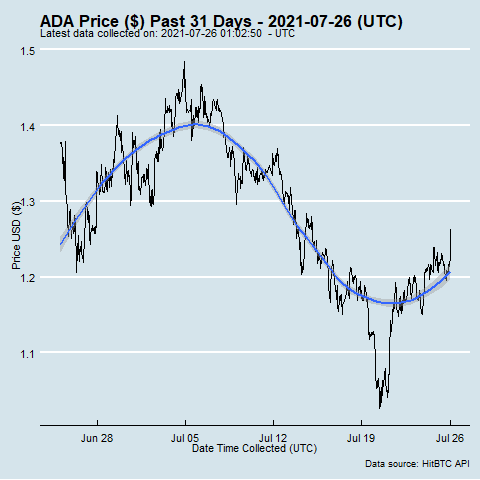 ADA Price ($) Past 31 Days - 2021-07-26 (UTC)
Latest data collected on: 2021-07-26 01:02:50  - UTC
1.5
1.4
1.3
1.2
1.1
Price USD ($)
Jun 28
Jul 05
Jul 12
Jul 19
Jul 26
Date Time Collected (UTC)
Data source: HitBTC API